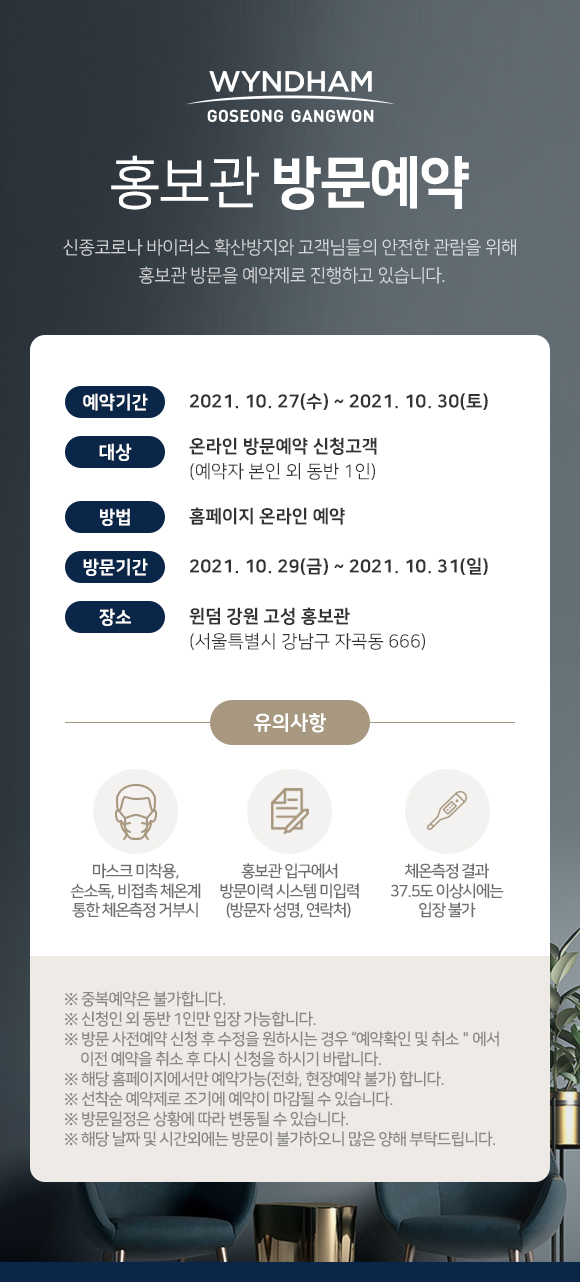 WYNDHAM
GOSEONG GANGWON
홍보관 방문예약
신종코로나 바이러스 확산방지와 고객님들의 안전한 관람을 위해
홍보관 방문을 예약제로 진행하고 있습니다.
예약기간 2021. 10. 27(수) ~ 2021. 10. 30(토)
대상 온라인 방문예약 신청고객
(예약자 본인 외 동반 1인)
방법 홈페이지 온라인 예약
방문기간 2021. 10. 29(금) ~ 2021. 10. 31(일)
장소 윈덤 강원 고성 홍보관
(서울특별시 강남구 자곡동 666)
유의사항
마스크 미착용,
손소독, 비접촉 체온계
통한 체온측정 거부시
홍보관 입구에서
방문이력 시스템 미입력
(방문자 성명, 연락처)
체온측정 결과
37.5도 이상시에는
입장 불가
※ 중복예약은 불가합니다.
※ 신청인 외 동반 1인만 입장 가능합니다.
※ 방문 사전예약 신청 후 수정을 원하시는 경우 “예약확인 및 취소 " 에서
이전 예약을 취소 후 다시 신청을 하시기 바랍니다.
※ 해당 홈페이지에서만 예약가능(전화, 현장예약 불가) 합니다.
※ 선착순 예약제로 조기에 예약이 마감될 수 있습니다.
※ 방문일정은 상황에 따라 변동될 수 있습니다.
※ 해당 날짜 및 시간외에는 방문이 불가하오니 많은 양해 부탁드립니다.